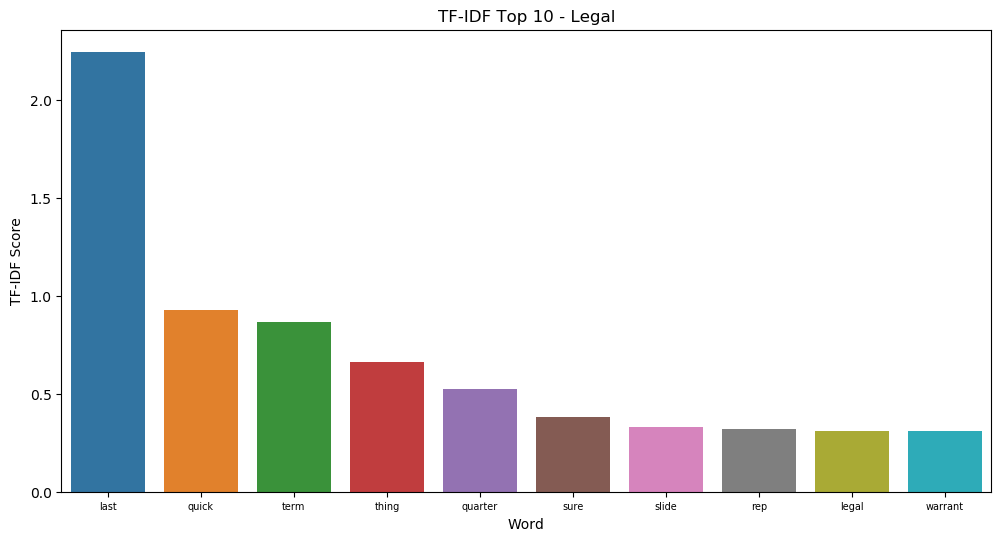 TF-IDF Top 10 - Legal
TF-IDF Score
2.0
1.5
1.0
0.5
0.0
last quick term thing quarter sure slide rep legal warrant
Word